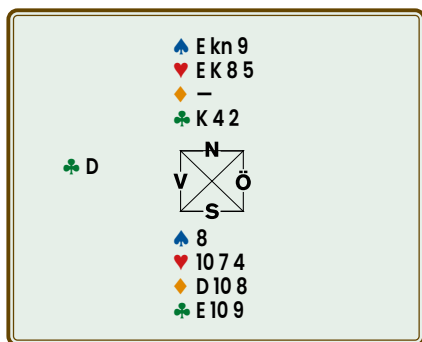 ♠ E kn 9
♥ E K 8 5
♦ –
♣ K 4 2
♣ D
N
V Ö
S
♠ 8
♥ 10 7 4
♦ D 10 8
♣ E 10 9